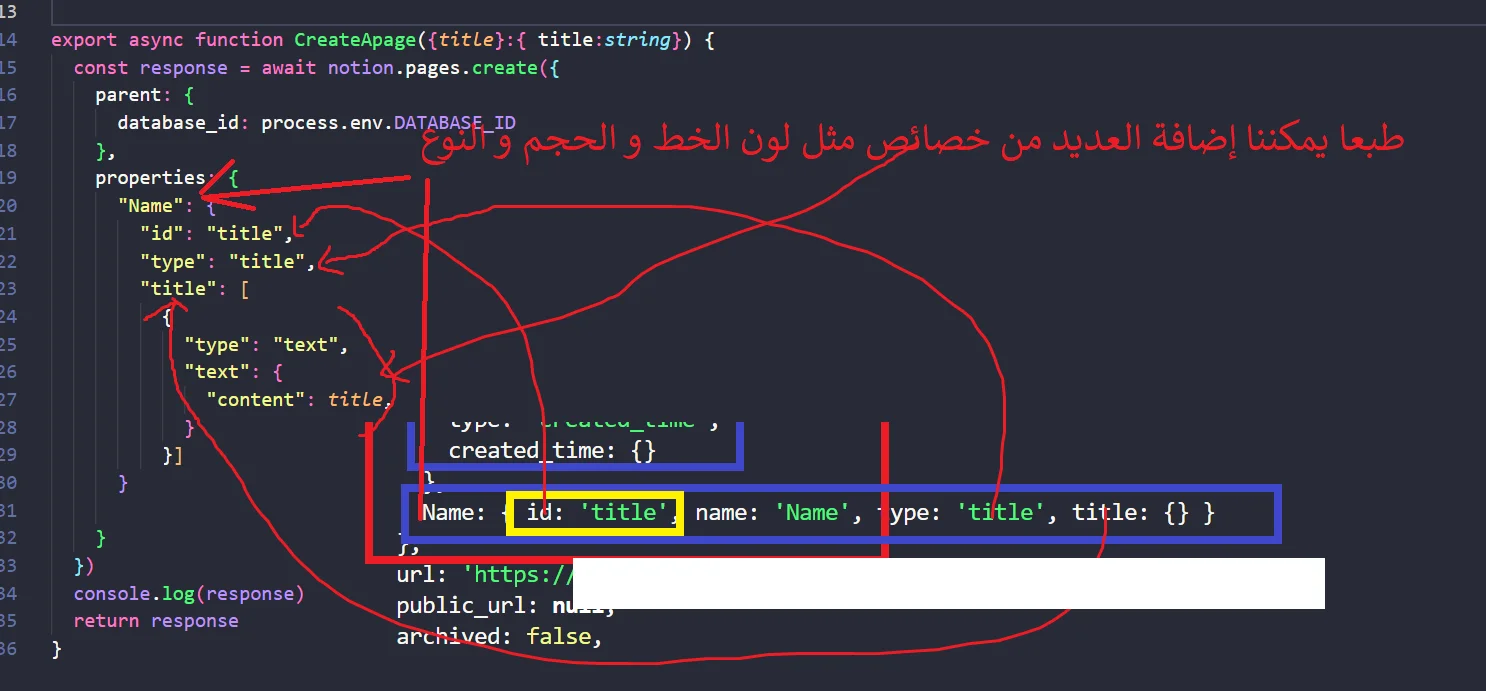 13
14 export async function CreateApage({title}:{ title:string}) {
15 const response = await notion.pages.create({
16 parent: {
17 database_id: process.env.DATABASE_ID
طبعا يمكننا إضافة العديد من خصائص مثل لون الخط و الحجم و النوع
18 },
19 properties: {
20 "Name": {
21 "id": "title",
22 "type": "title",
23 "title": [
24 {
25 "type": "text",
26 "text": {
27 "content": title,
28 }
29 }]
30 }
31
32 }
33 })
34 console.log(response)
35 return response
36 }
type: 'created_time',
created_time: {}
},
Name: { id: 'title', name: 'Name', type: 'title', title: {} }
},
url: 'https://
public_url: null,
archived: false,